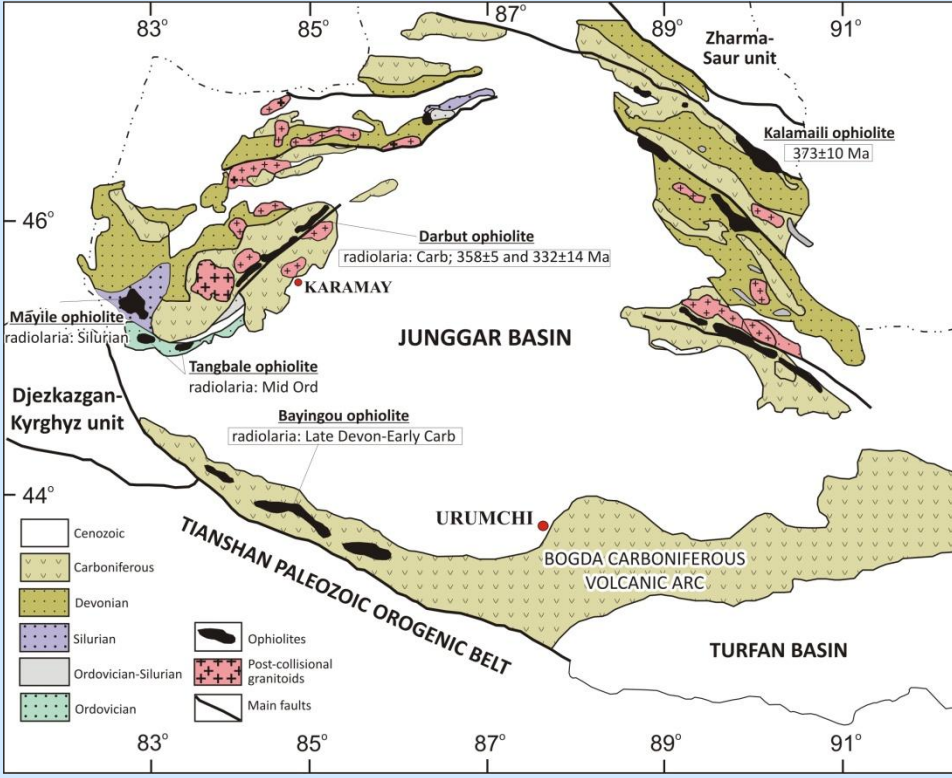 83°
85°
87°
89°
91°
Zharma-
Saur unit
Kalamaili ophiolite
373±10 Ma
46°
Darbut ophiolite
radiolaria: Carb; 358±5 and 332±14 Ma
KARAMAY
Mayile ophiolite
radiolaria: Silurian
JUNGGAR BASIN
Tangbale ophiolite
radiolaria: Mid Ord
Djezkazgan-
Kyrghyz unit
Bayingou ophiolite
radiolaria: Late Devon-Early Carb
44°
URUMCHI
TIANSHAN PALEOZOIC OROGENIC BELT
BOGDA CARBONIFEROUS
VOLCANIC ARC
TURFAN BASIN
Cenozoic
Carboniferous
Devonian
Silurian
Ordovician-Silurian
Ordovician
Ophiolites
Post-collisional
granitoids
Main faults
83°
85°
87°
89°
91°